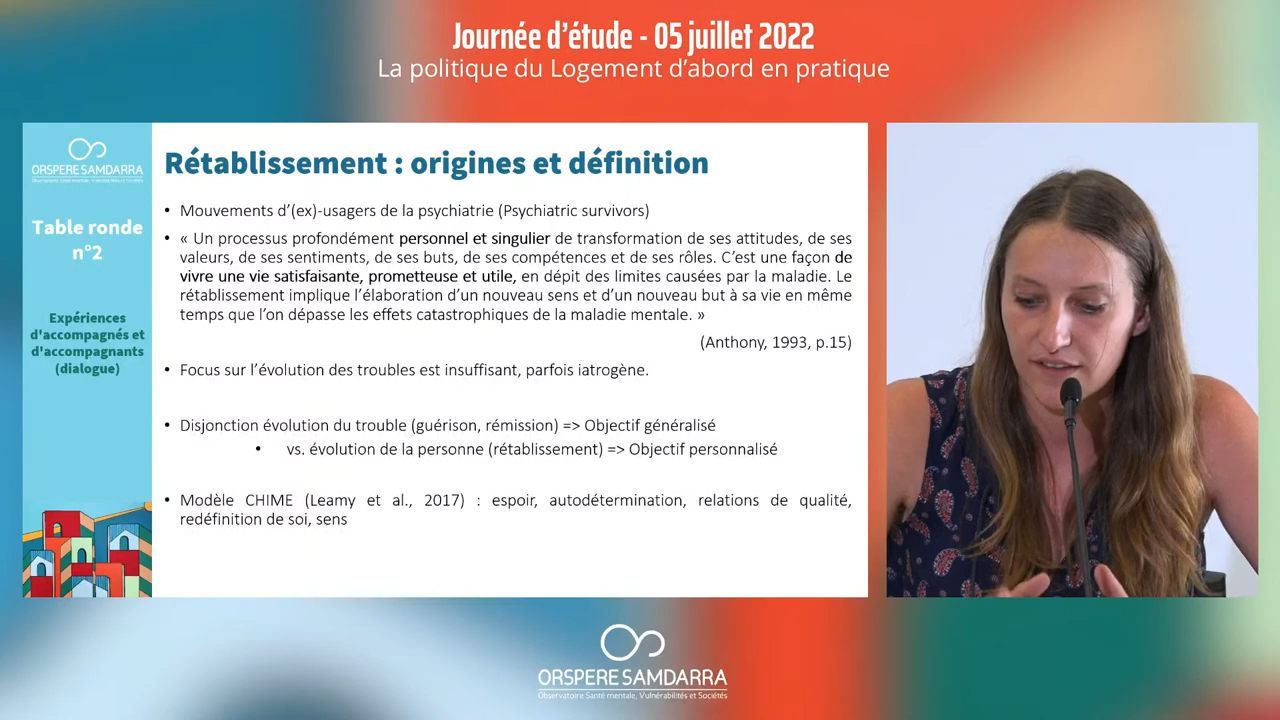 Journée d'étude - 05 juillet 2022
La politique du Logement d'abord en pratique
ORSPERE SAMDARRA
Table ronde
n°2
Expériences
d'accompagnés et
d'accompagnants
(dialogue)
Rétablissement : origines et définition
• Mouvements d'(ex)-usagers de la psychiatrie (Psychiatric survivors)
• « Un processus profondément personnel et singulier de transformation de ses attitudes, de ses
valeurs, de ses sentiments, de ses buts, de ses compétences et de ses rôles. C'est une façon de
vivre une vie satisfaisante, prometteuse et utile, en dépit des limites causées par la maladie. Le
rétablissement implique l'élaboration d'un nouveau sens et d'un nouveau but à sa vie en même
temps que l'on dépasse les effets catastrophiques de la maladie mentale. »
(Anthony, 1993, p.15)
• Focus sur l'évolution des troubles est insuffisant, parfois iatrogène.
• Disjonction évolution du trouble (guérison, rémission) => Objectif généralisé
• vs. évolution de la personne (rétablissement) => Objectif personnalisé
• Modèle CHIME (Leamy et al., 2017) : espoir, autodétermination, relations de qualité,
redéfinition de soi, sens
ORSPERE SAMDARRA
Observatoire Santé mentale, Vulnérabilités et Sociétés